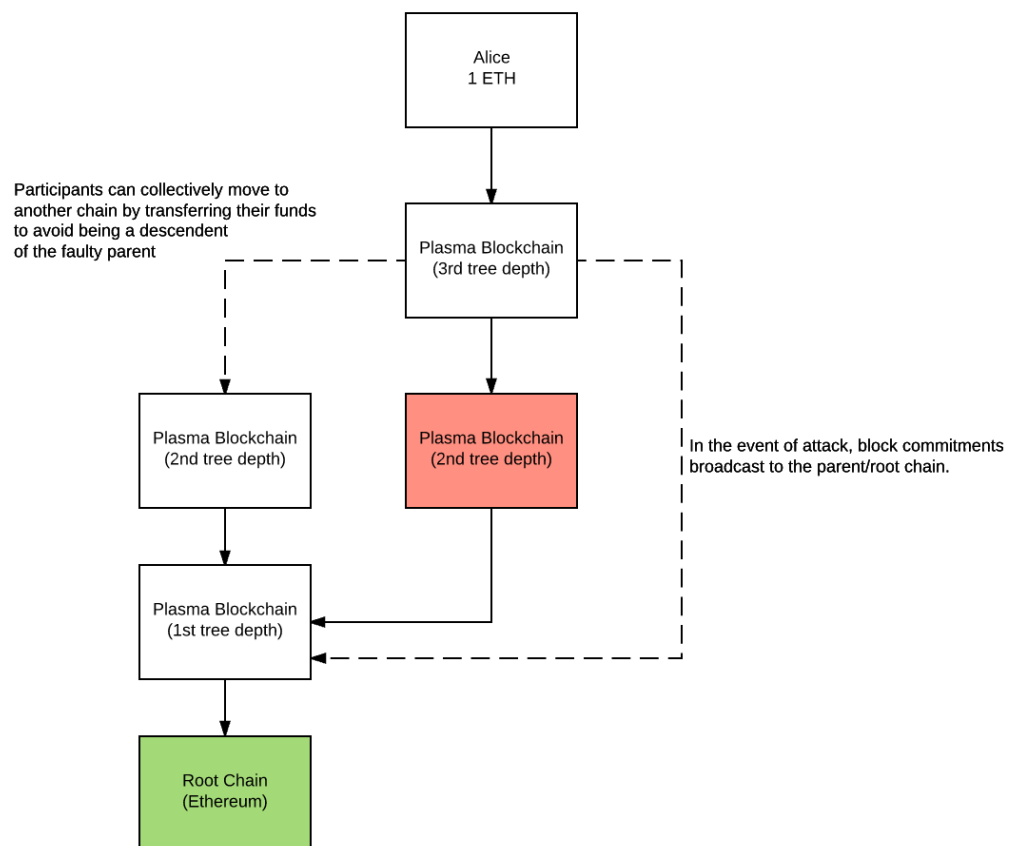 Alice
1 ETH
Participants can collectively move to
another chain by transferring their funds
to avoid being a descendent
of the faulty parent
Plasma Blockchain
(3rd tree depth)
Plasma Blockchain
(2nd tree depth)
Plasma Blockchain
(2nd tree depth)
In the event of attack, block commitments
broadcast to the parent/root chain.
Plasma Blockchain
(1st tree depth)
Root Chain
(Ethereum)